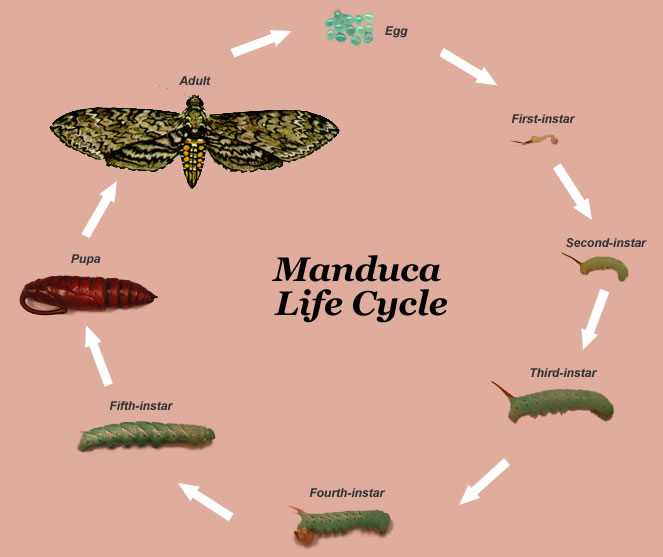 Egg
Adult
First-instar
Second-instar
Pupa
Manduca
Life Cycle
Third-instar
Fifth-instar
Fourth-instar